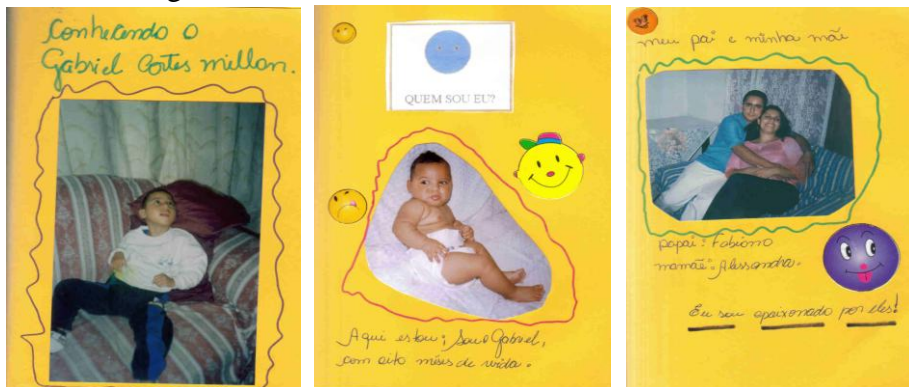 Conhecendo o
Gabriel Cortes millan.
QUEM SOU EU?
Aqui estou; Sou o Gabriel,
com oito mêses de vida.
meu pai e minha mãe
papai: Fabiano
mamãe: Alessandra.
Eu sou apaixonado por eles!